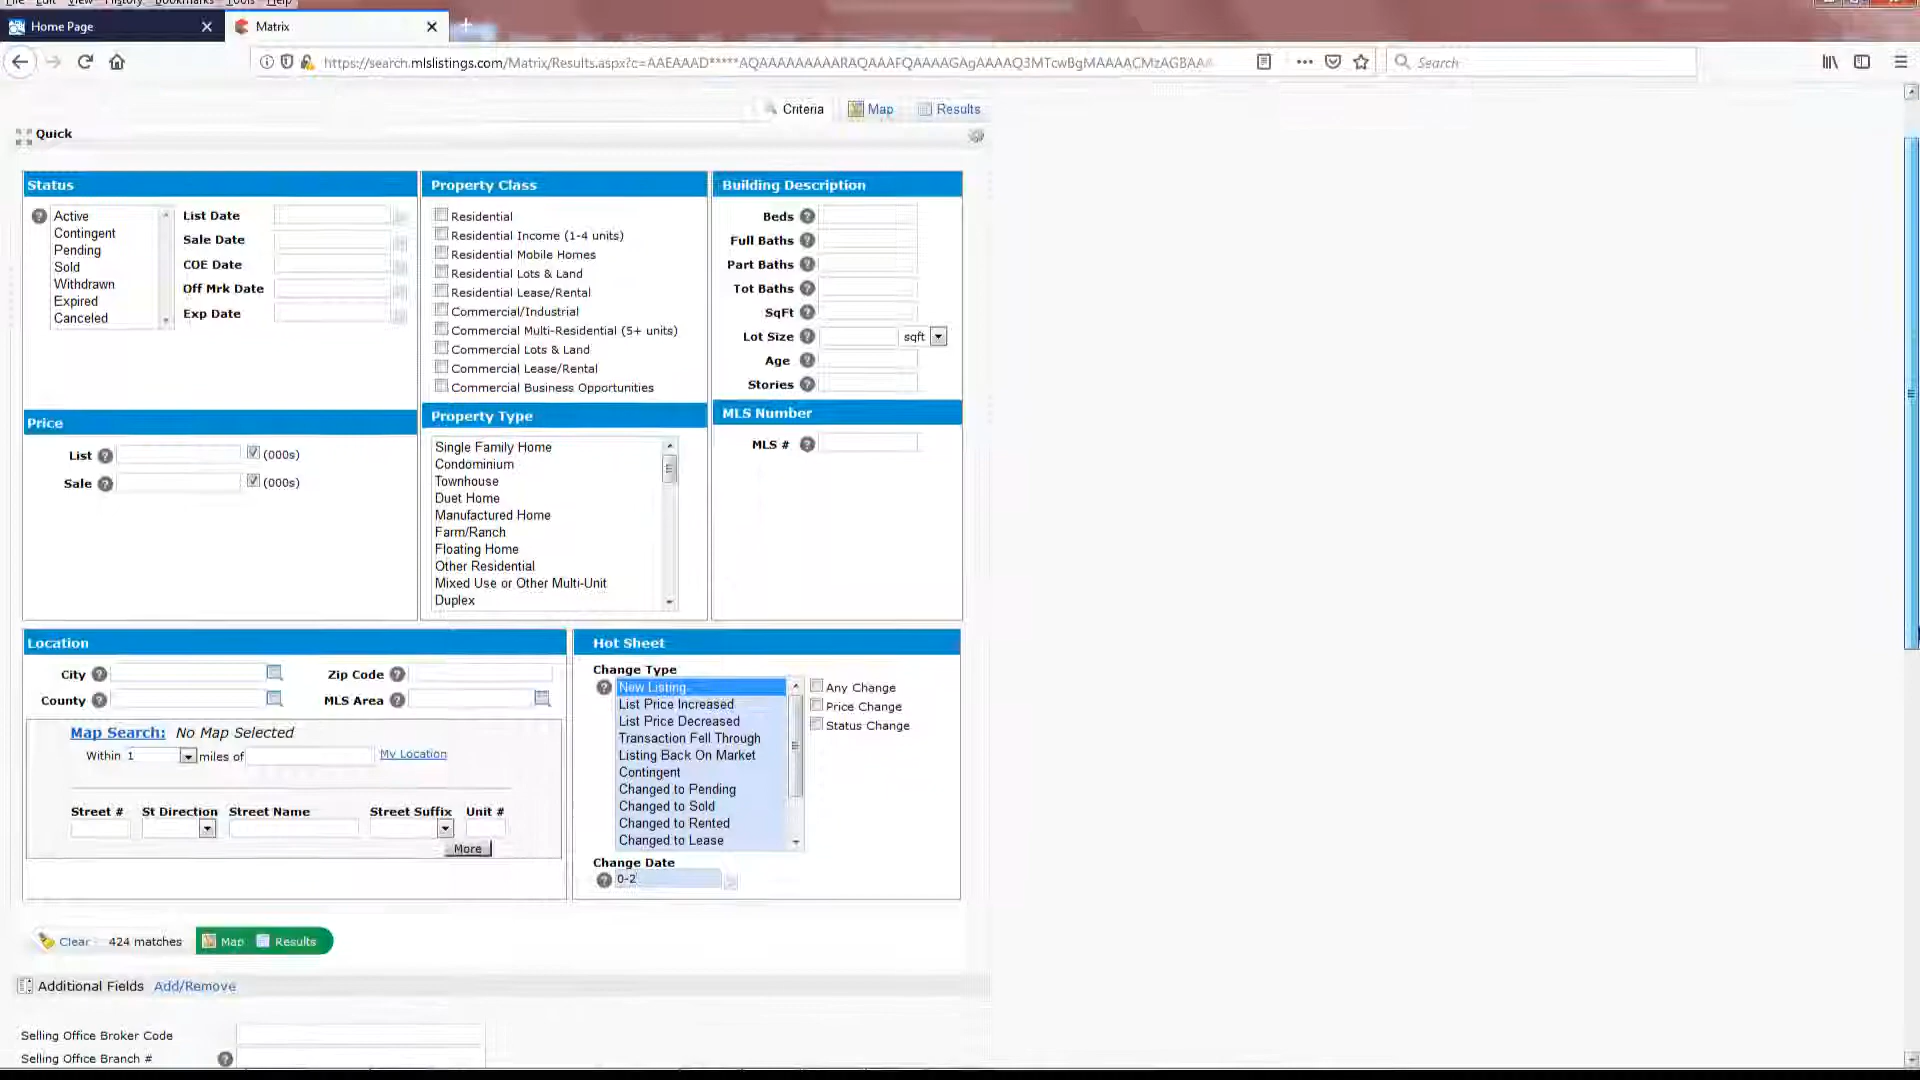 File Edit View History Bookmarks Tools Help
Home Page
Matrix
https://search.mlslistings.com/Matrix/Results.aspx?c=AAEAAAD*****AQAAAAAAAAARAQAAAFQAAAAGAgAAAAQ3MTcwBgMAAAACMzAGBAAA
Search
Criteria Map Results
Quick
Status
Active
Contingent
Pending
Sold
Withdrawn
Expired
Canceled
List Date
Sale Date
COE Date
Off Mrk Date
Exp Date
Property Class
Residential
Residential Income (1-4 units)
Residential Mobile Homes
Residential Lots & Land
Residential Lease/Rental
Commercial/Industrial
Commercial Multi-Residential (5+ units)
Commercial Lots & Land
Commercial Lease/Rental
Commercial Business Opportunities
Building Description
Beds
Full Baths
Part Baths
Tot Baths
SqFt
Lot Size sqft
Age
Stories
Price
List (000s)
Sale (000s)
Property Type
Single Family Home
Condominium
Townhouse
Duet Home
Manufactured Home
Farm/Ranch
Floating Home
Other Residential
Mixed Use or Other Multi-Unit
Duplex
MLS Number
MLS #
Location
City Zip Code
County MLS Area
Map Search: No Map Selected
Within 1 miles of My Location
Street # St Direction Street Name Street Suffix Unit #
More
Hot Sheet
Change Type
New Listing
List Price Increased
List Price Decreased
Transaction Fell Through
Listing Back On Market
Contingent
Changed to Pending
Changed to Sold
Changed to Rented
Changed to Lease
Any Change
Price Change
Status Change
Change Date
0-2
Clear 424 matches Map Results
Additional Fields Add/Remove
Selling Office Broker Code
Selling Office Branch #